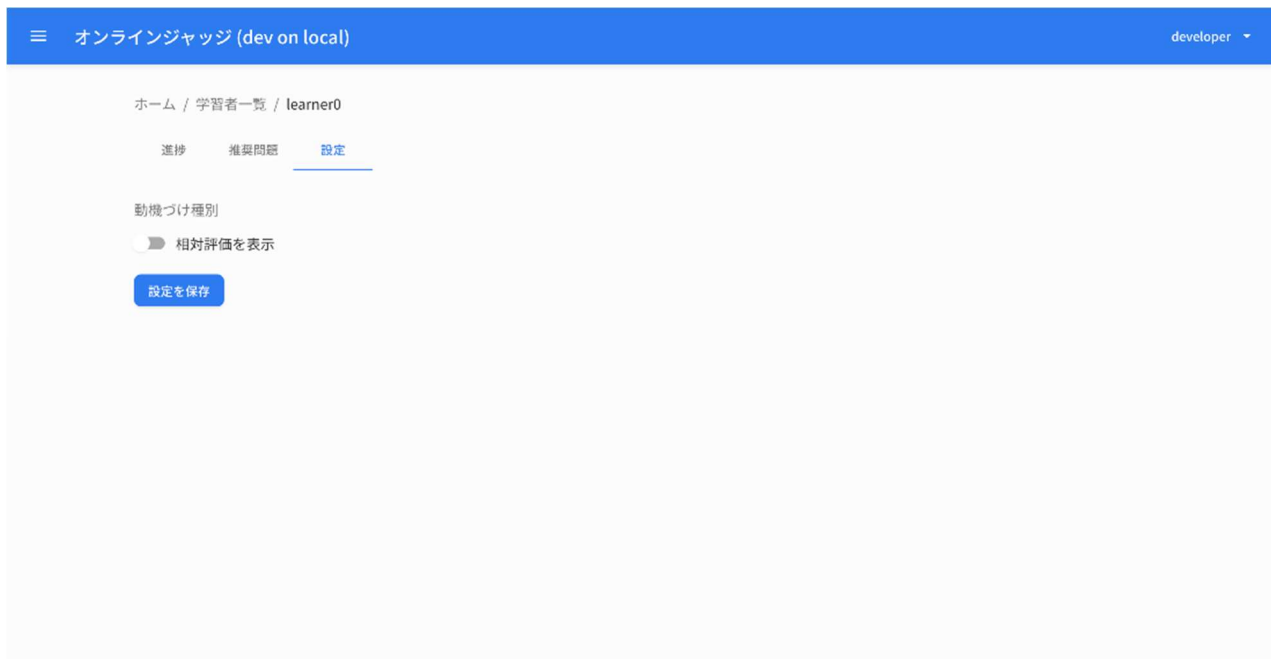 オンラインジャッジ (dev on local) developer
ホーム / 学習者一覧 / learner0
進捗 推奨問題 設定
動機づけ種別
相対評価を表示
設定を保存